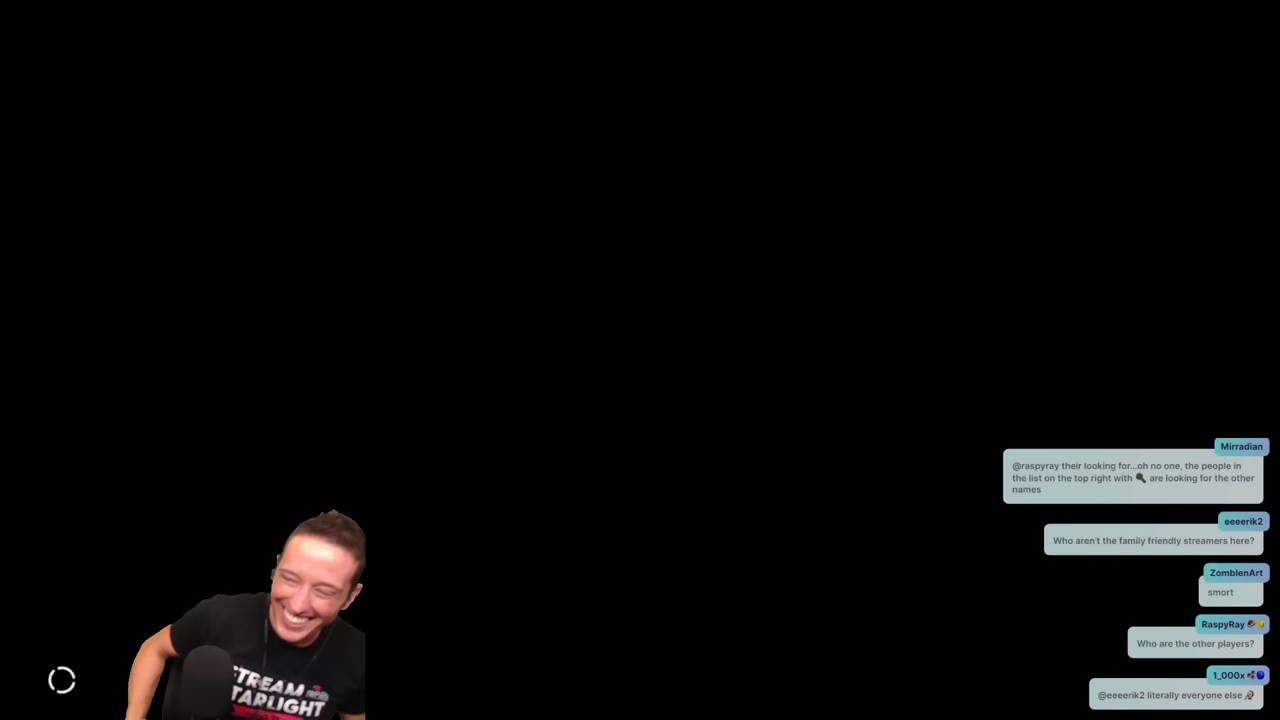 Mirradian
@raspyray their looking for...oh no one, the people in
the list on the top right with 🔍 are looking for the other
names
eeeerik2
Who aren't the family friendly streamers here?
ZomblenArt
smort
RaspyRay
Who are the other players?
1_000x
@eeeerik2 literally everyone else
STREAM
STARLIGHT